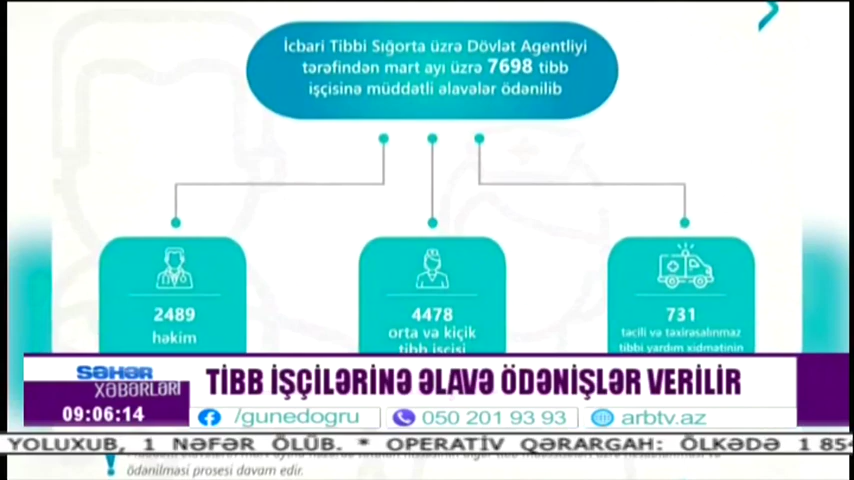 İcbari Tibbi Sığorta üzrə Dövlət Agentliyi
tərəfindən mart ayı üzrə 7698 tibb
işçisinə müddətli əlavələr ödənilib
2489
həkim
4478
orta və kiçik
tibb işçisi
731
təcili və təxirəsalınmaz
tibbi yardım xidmətinin
SƏHƏR
XƏBƏRLƏRİ
09:06:14
TİBB İŞÇİLƏRİNƏ ƏLAVƏ ÖDƏNİŞLƏR VERİLİR
/gunedogru
050 201 93 93
arbtv.az
YOLUXUB, 1 NƏFƏR ÖLÜB. * OPERATİV QƏRARGAH: ÖLKƏDƏ 1 854
ödənilməsi prosesi davam edir.